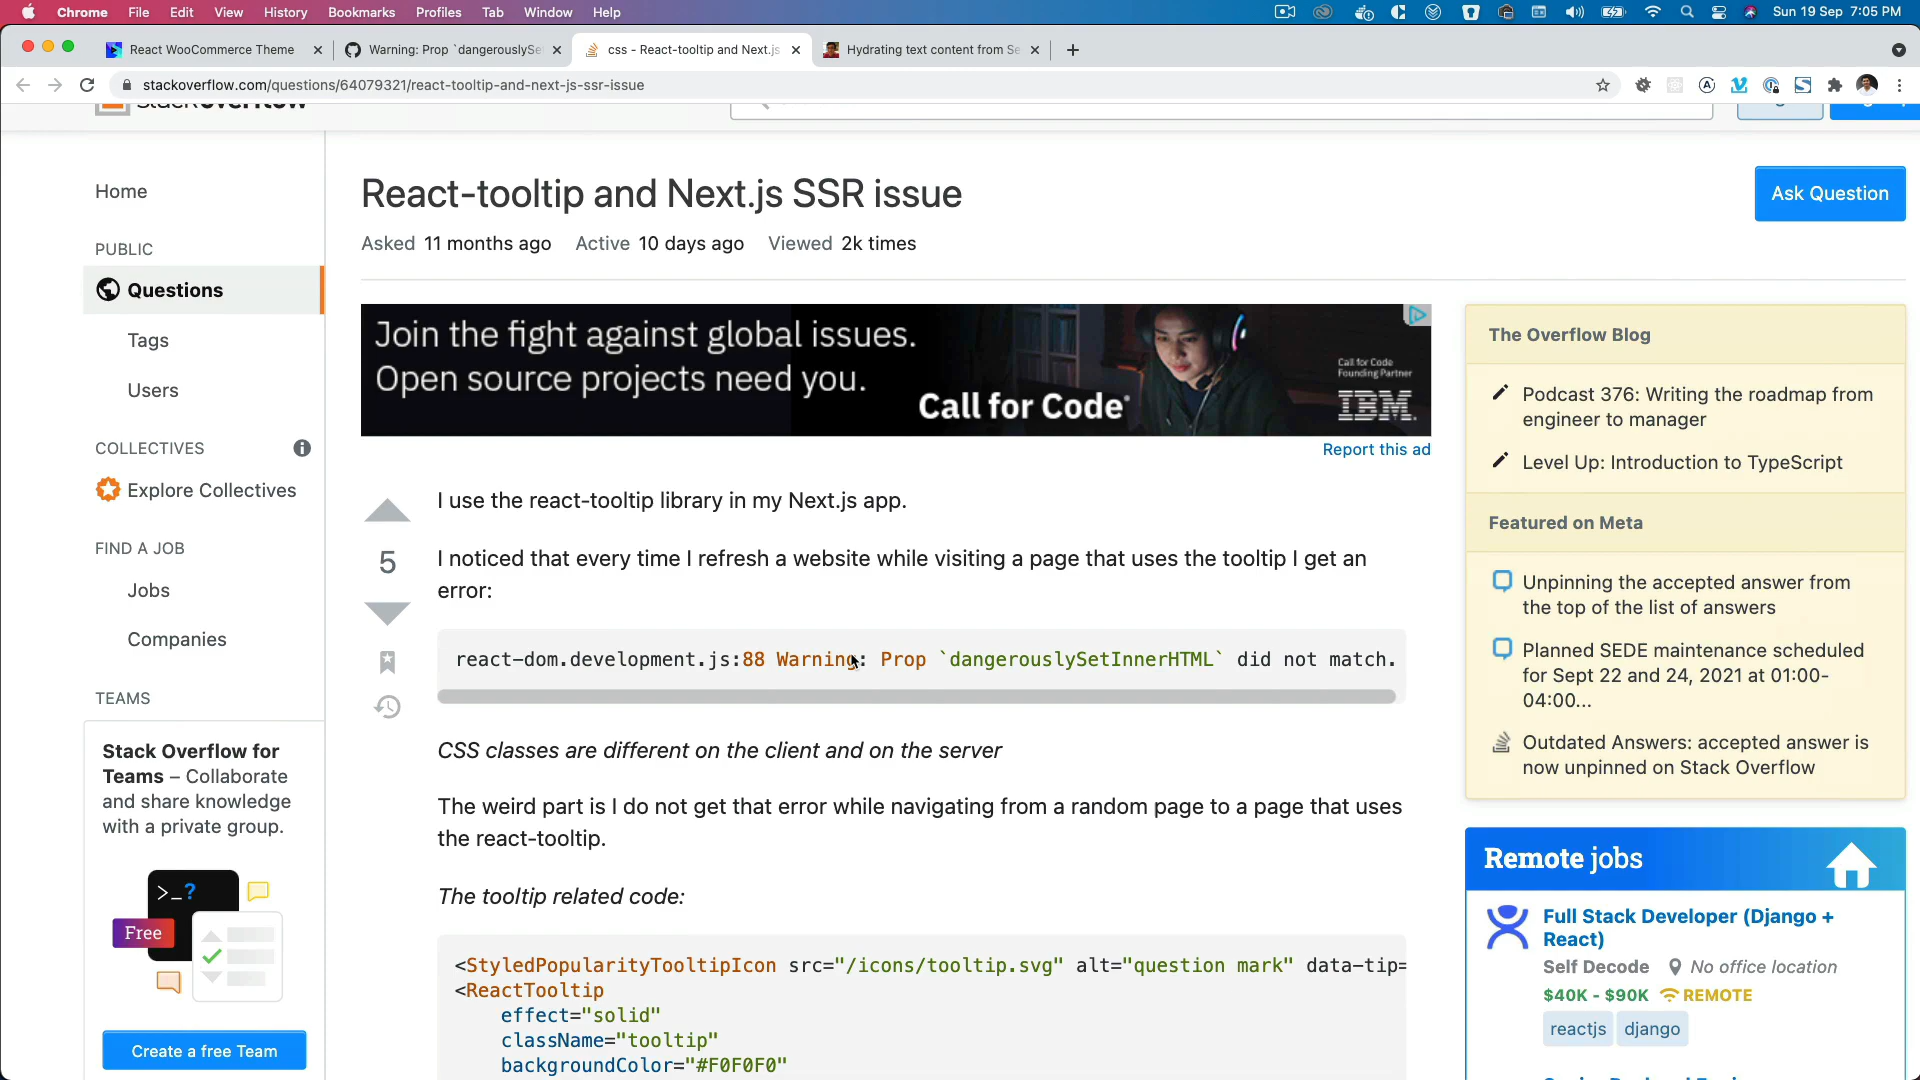 Chrome File Edit View History Bookmarks Profiles Tab Window Help Sun 19 Sep 7:05 PM
React WooCommerce Theme
Warning: Prop `dangerouslySe
css - React-tooltip and Next.js
Hydrating text content from Se
stackoverflow.com/questions/64079321/react-tooltip-and-next-js-ssr-issue
Home
PUBLIC
Questions
Tags
Users
COLLECTIVES
Explore Collectives
FIND A JOB
Jobs
Companies
TEAMS
Stack Overflow for
Teams – Collaborate
and share knowledge
with a private group.
>_?
Free
Create a free Team
React-tooltip and Next.js SSR issue
Ask Question
Asked 11 months ago Active 10 days ago Viewed 2k times
Join the fight against global issues.
Open source projects need you.
Call for Code
Call for Code
Founding Partner
IBM.
Report this ad
I use the react-tooltip library in my Next.js app.
5
I noticed that every time I refresh a website while visiting a page that uses the tooltip I get an
error:
react-dom.development.js:88 Warning: Prop `dangerouslySetInnerHTML` did not match.
CSS classes are different on the client and on the server
The weird part is I do not get that error while navigating from a random page to a page that uses
the react-tooltip.
The tooltip related code:
<StyledPopularityTooltipIcon src="/icons/tooltip.svg" alt="question mark" data-tip=
<ReactTooltip
effect="solid"
className="tooltip"
backgroundColor="#F0F0F0"
The Overflow Blog
Podcast 376: Writing the roadmap from
engineer to manager
Level Up: Introduction to TypeScript
Featured on Meta
Unpinning the accepted answer from
the top of the list of answers
Planned SEDE maintenance scheduled
for Sept 22 and 24, 2021 at 01:00-
04:00...
Outdated Answers: accepted answer is
now unpinned on Stack Overflow
Remote jobs
Full Stack Developer (Django +
React)
Self Decode No office location
$40K - $90K REMOTE
reactjs django